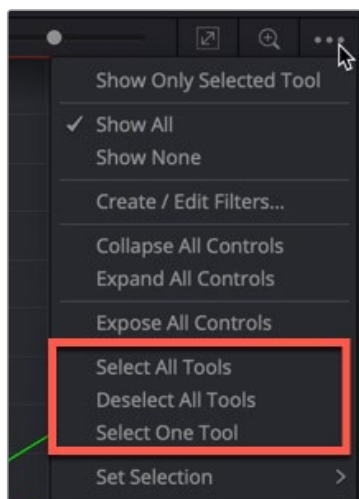 Show Only Selected Tool
Show All
Show None
Create / Edit Filters...
Collapse All Controls
Expand All Controls
Expose All Controls
Select All Tools
Deselect All Tools
Select One Tool
Set Selection